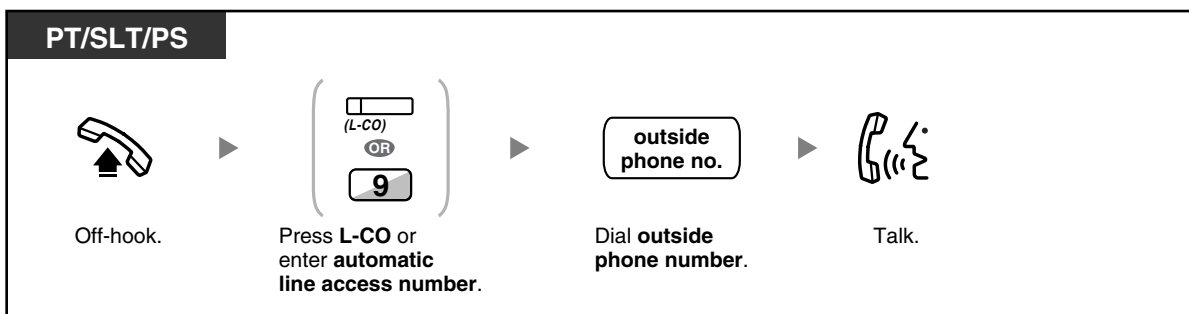 PT/SLT/PS
(L-CO)
OR
9
outside
phone no.
Off-hook.
Press L-CO or
enter automatic
line access number.
Dial outside
phone number.
Talk.